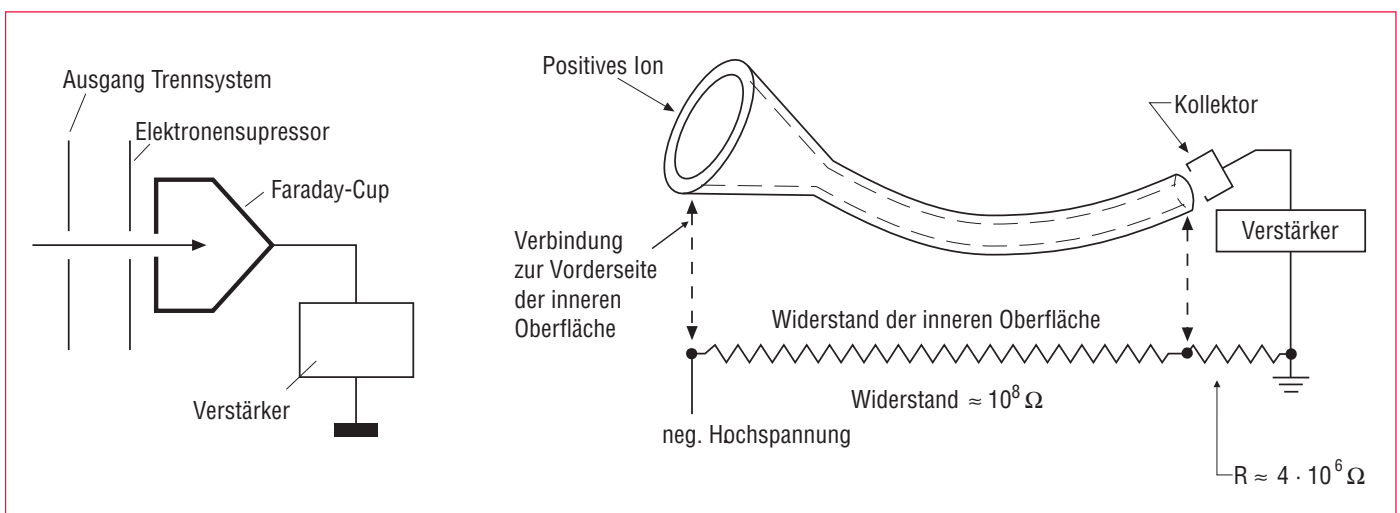 Ausgang Trennsystem
Elektronensupressor
Faraday-Cup
Verstärker
Positives Ion
Kollektor
Verstärker
Verbindung
zur Vorderseite
der inneren
Oberfläche
Widerstand der inneren Oberfläche
Widerstand ≈ 10⁸ Ω
neg. Hochspannung
R ≈ 4 · 10⁶ Ω